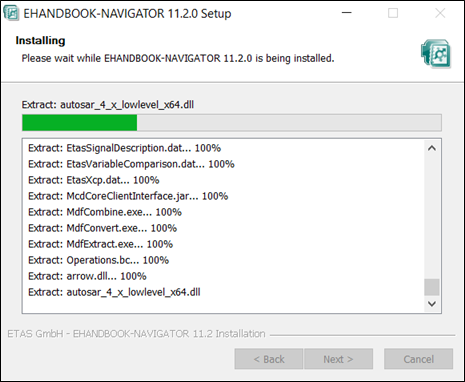 EHANDBOOK-NAVIGATOR 11.2.0 Setup
Installing
Please wait while EHANDBOOK-NAVIGATOR 11.2.0 is being installed.
Extract: autosar_4_x_lowlevel_x64.dll
Extract: EtasSignalDescription.dat... 100%
Extract: EtasVariableComparison.dat... 100%
Extract: EtasXcp.dat... 100%
Extract: McdCoreClientInterface.jar... 100%
Extract: MdfCombine.exe... 100%
Extract: MdfConvert.exe... 100%
Extract: MdfExtract.exe... 100%
Extract: Operations.bc... 100%
Extract: arrow.dll... 100%
Extract: autosar_4_x_lowlevel_x64.dll
ETAS GmbH - EHANDBOOK-NAVIGATOR 11.2 Installation
< Back Next > Cancel